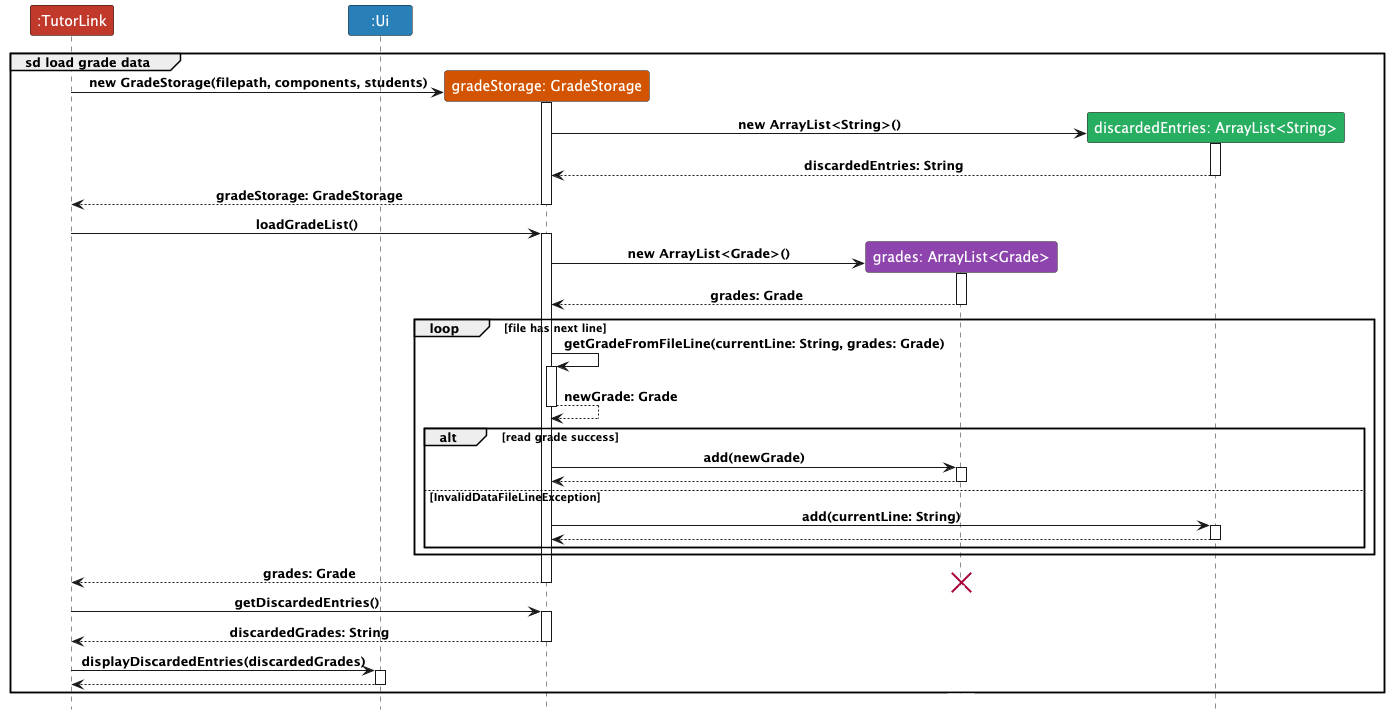 :TutorLink
:Ui
sd load grade data
new GradeStorage(filepath, components, students)
gradeStorage: GradeStorage
new ArrayList<String>()
discardedEntries: ArrayList<String>
discardedEntries: String
gradeStorage: GradeStorage
loadGradeList()
new ArrayList<Grade>()
grades: ArrayList<Grade>
grades: Grade
loop
[file has next line]
getGradeFromFileLine(currentLine: String, grades: Grade)
newGrade: Grade
alt
[read grade success]
add(newGrade)
[InvalidDataFileLineException]
add(currentLine: String)
grades: Grade
getDiscardedEntries()
discardedGrades: String
displayDiscardedEntries(discardedGrades)